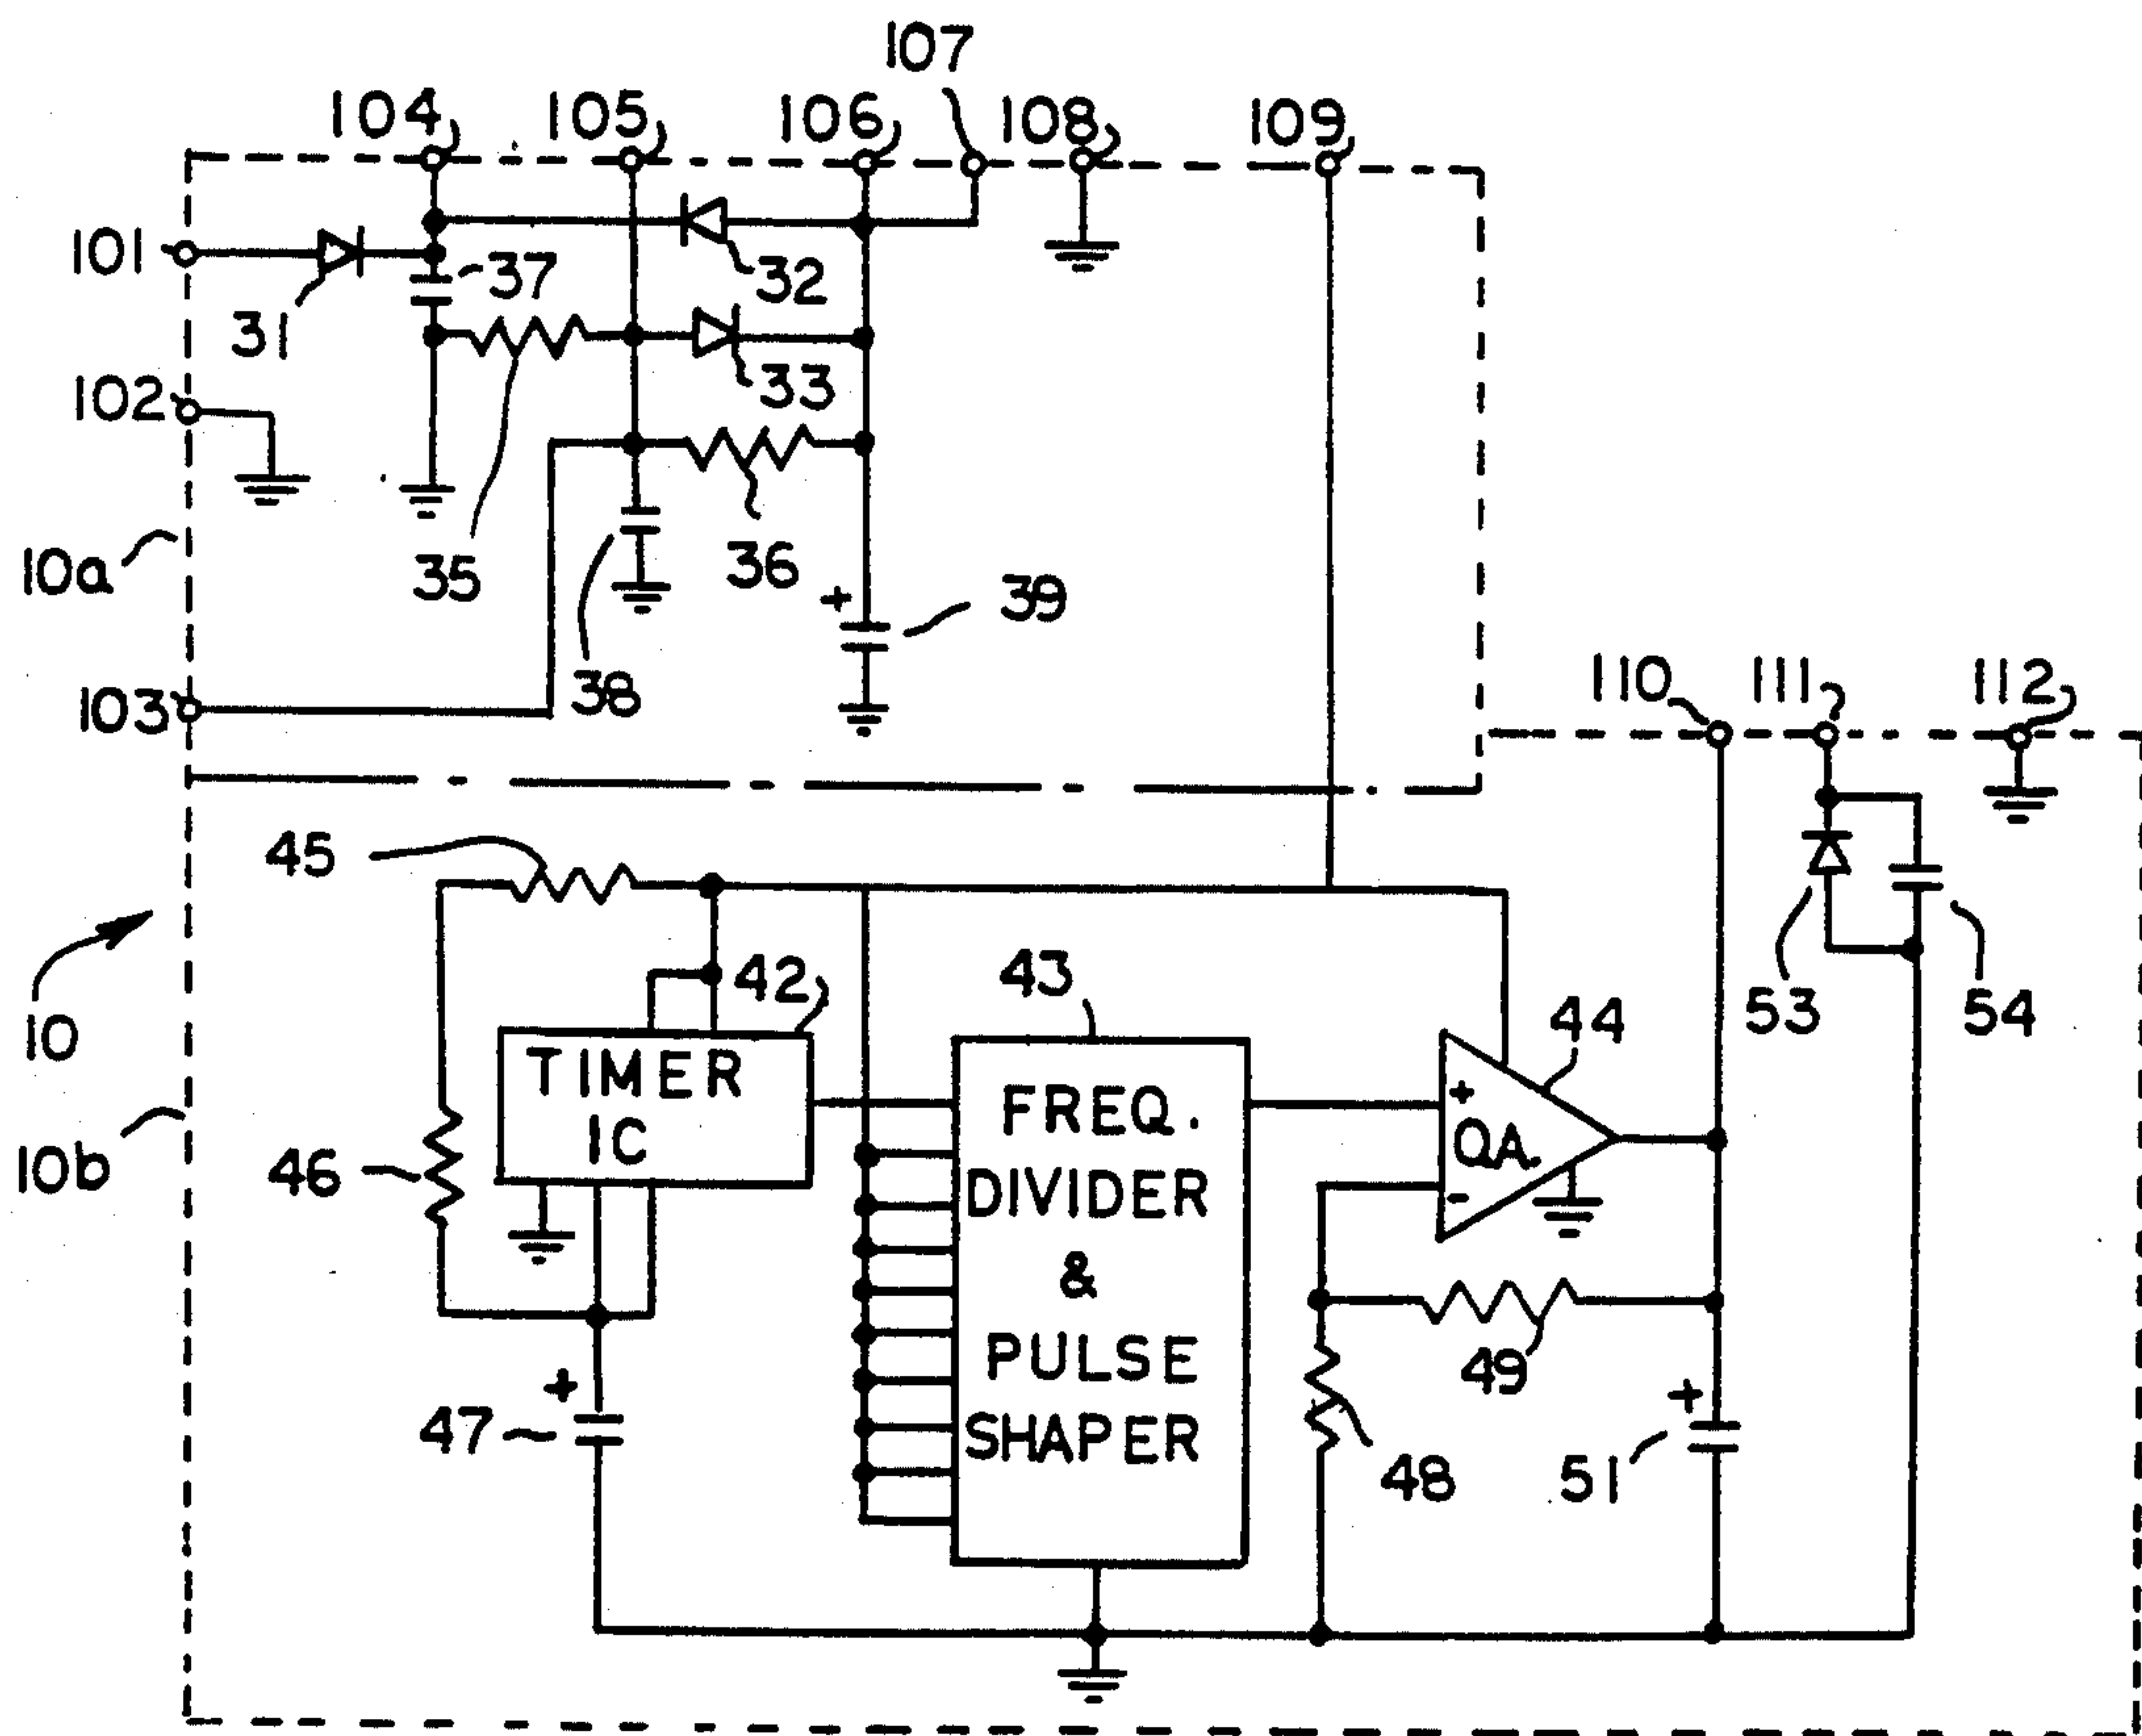 107
104 105 106 108 109
101
37
32
31
33
102
10a
35
36
39
38
103
110 111 112
45
42
43
44
53
54
10
TIMER
IC
FREQ.
DIVIDER
&
PULSE
SHAPER
+
O.A.
-
10b
46
49
+
47
48
+
51
+